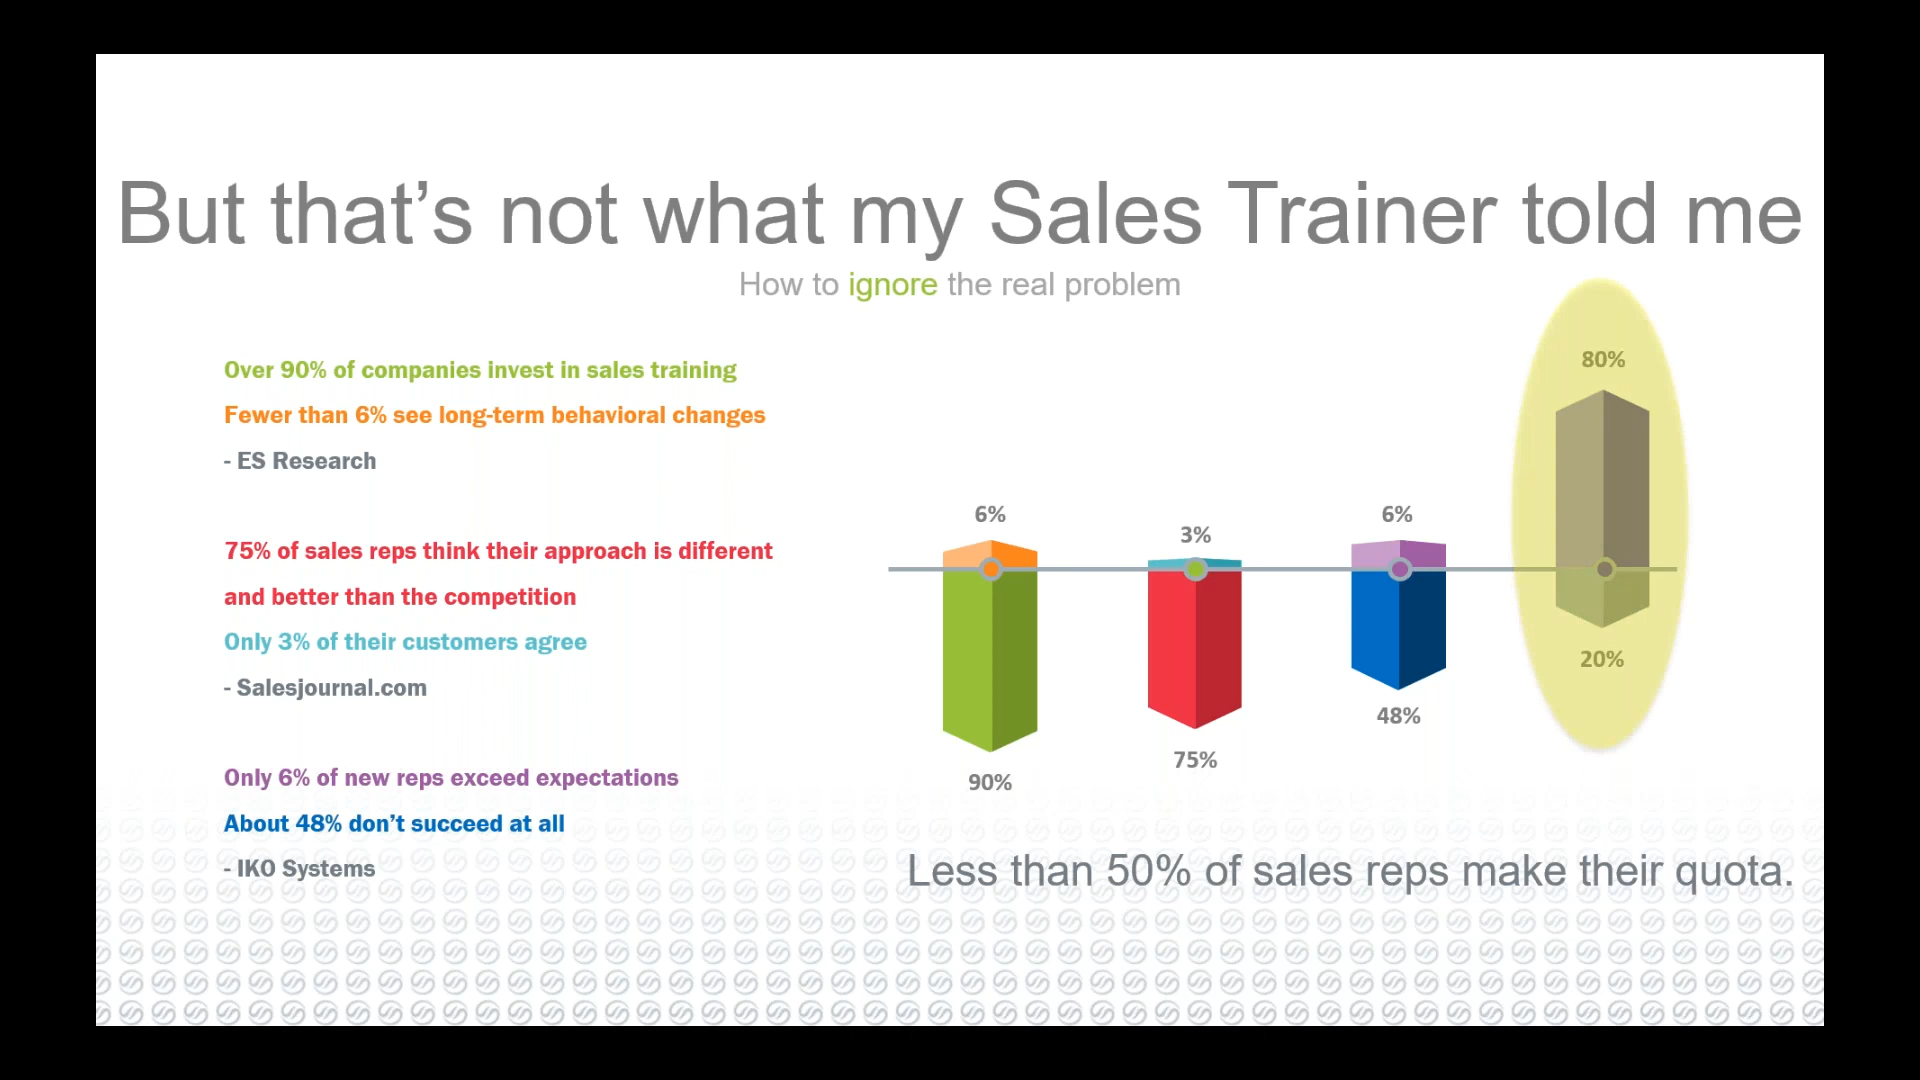 But that’s not what my Sales Trainer told me
How to ignore the real problem
Over 90% of companies invest in sales training
Fewer than 6% see long-term behavioral changes
- ES Research
75% of sales reps think their approach is different
and better than the competition
Only 3% of their customers agree
- Salesjournal.com
Only 6% of new reps exceed expectations
About 48% don’t succeed at all
- IKO Systems
80%
6%
3%
6%
20%
48%
75%
90%
Less than 50% of sales reps make their quota.